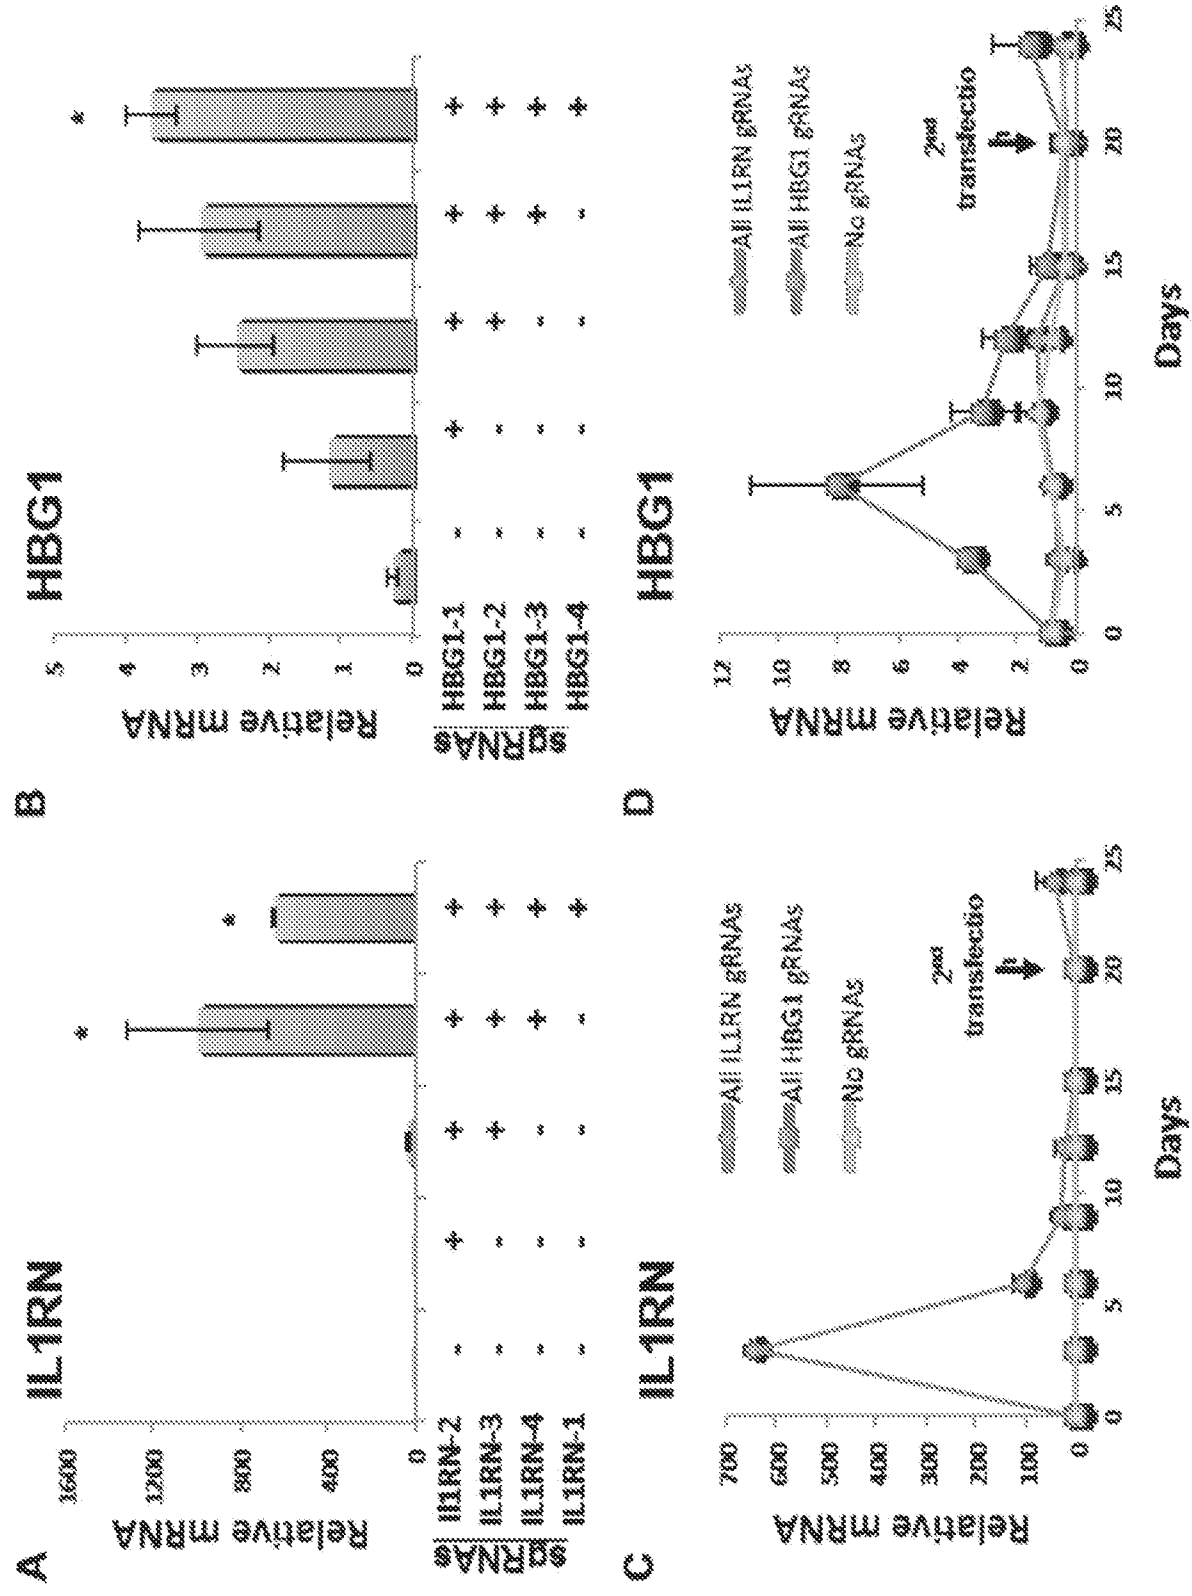 A
IL1RN
Relative mRNA
1600
1200
800
400
0
sgRNAs
Il1RN-2 - + + + +
IL1RN-3 - - + + +
IL1RN-4 - - - + +
IL1RN-1 - - - - +
* *
B
HBG1
Relative mRNA
5
4
3
2
1
0
sgRNAs
HBG1-1 - + + + +
HBG1-2 - - + + +
HBG1-3 - - - + +
HBG1-4 - - - - +
*
C
IL1RN
Relative mRNA
700
600
500
400
300
200
100
0
0 5 10 15 20 25
Days
All IL1RN gRNAs
All HBG1 gRNAs
No gRNAs
2nd
transfectio
n
D
HBG1
Relative mRNA
12
10
8
6
4
2
0
0 5 10 15 20 25
Days
All IL1RN gRNAs
All HBG1 gRNAs
No gRNAs
2nd
transfectio
n